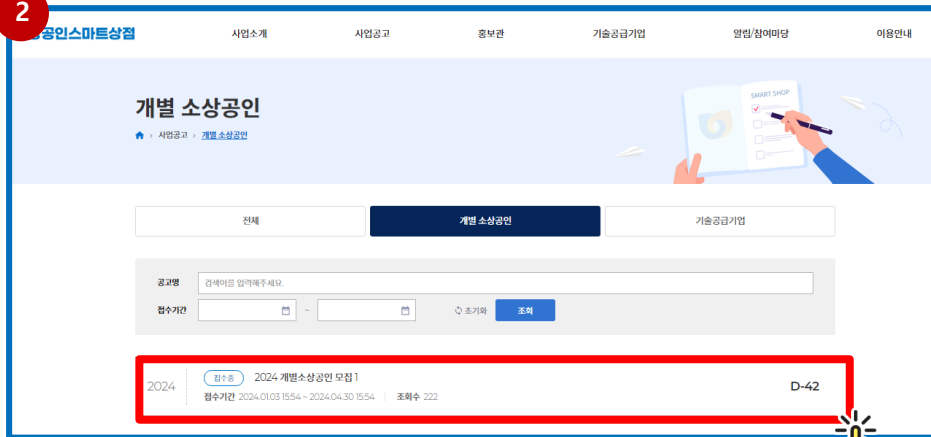 2
공인스마트상점 사업소개 사업공고 홍보관 기술공급기업 알림/참여마당 이용안내
개별 소상공인
사업공고 개별 소상공인
SMART SHOP
전체 개별 소상공인 기술공급기업
공고명 검색어를 입력해주세요.
접수기간 ~ 초기화 조회
2024 접수중 2024 개별소상공인 모집 1 D-42
접수기간 2024.01.03 15:54 ~ 2024.04.30 15:54 조회수 222